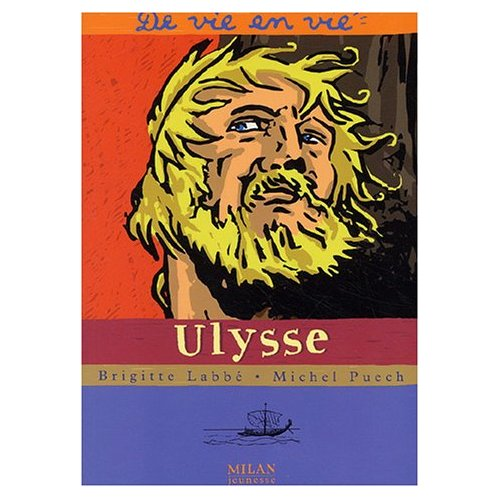 De vie en vie
Ulysse
Brigitte Labbé • Michel Puech
MILAN
jeunesse